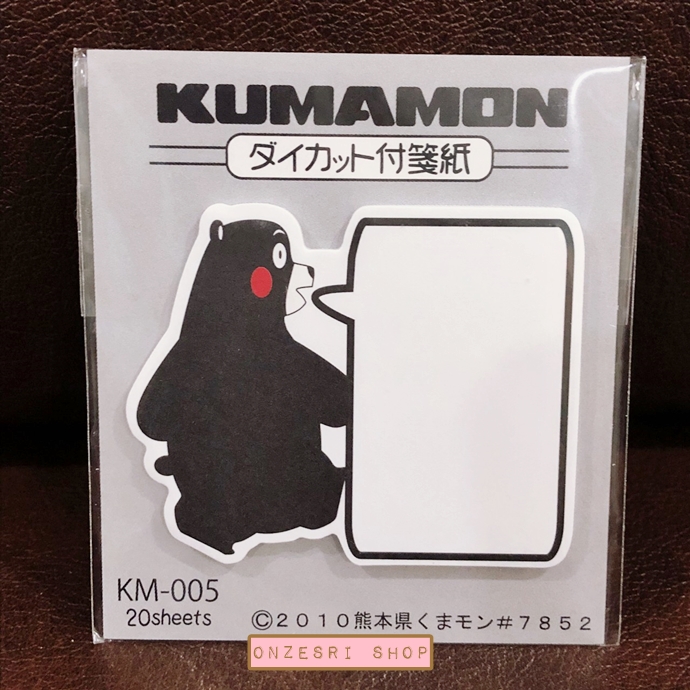 KUMAMON
ダイカット付箋紙
KM-005
20sheets
©2010熊本県くまモン#7852
ONZESRI SHOP